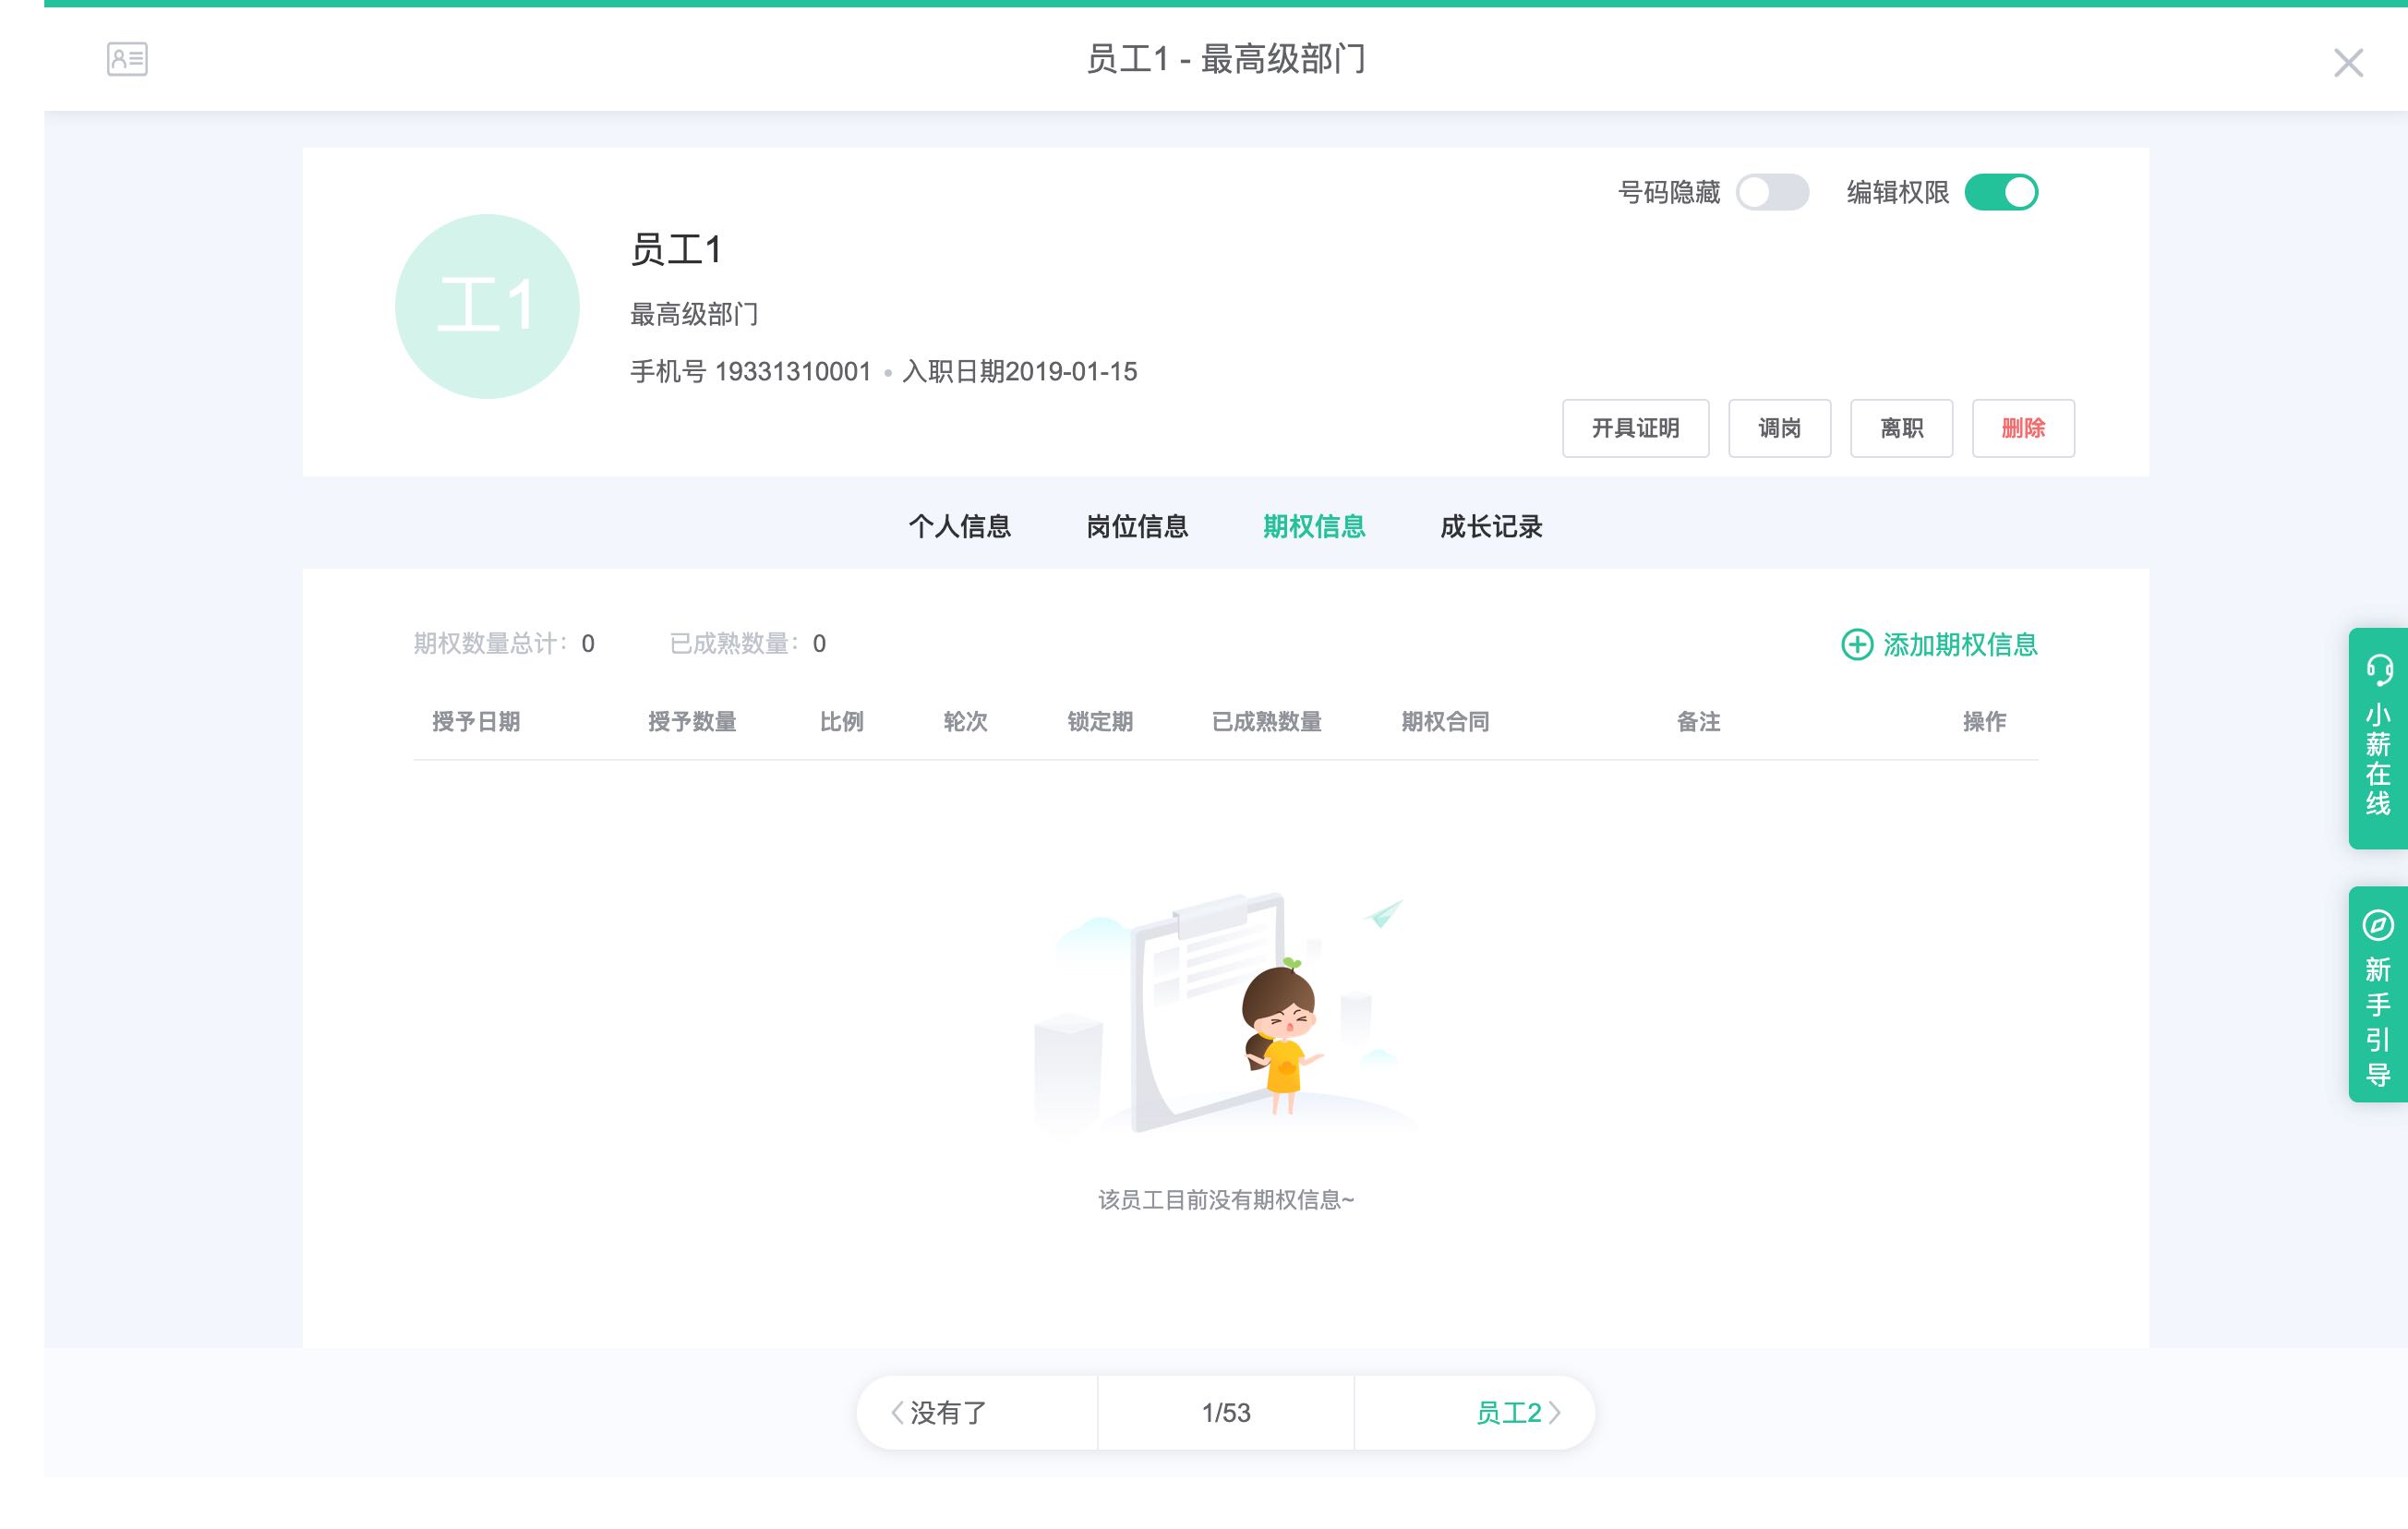 员工1 - 最高级部门
号码隐藏 编辑权限
工1
员工1
最高级部门
手机号 19331310001 • 入职日期2019-01-15
开具证明 调岗 离职 删除
个人信息 岗位信息 期权信息 成长记录
期权数量总计：0 已成熟数量：0 添加期权信息
授予日期 授予数量 比例 轮次 锁定期 已成熟数量 期权合同 备注 操作
该员工目前没有期权信息~
没有了 1/53 员工2
小薪在线
新手引导